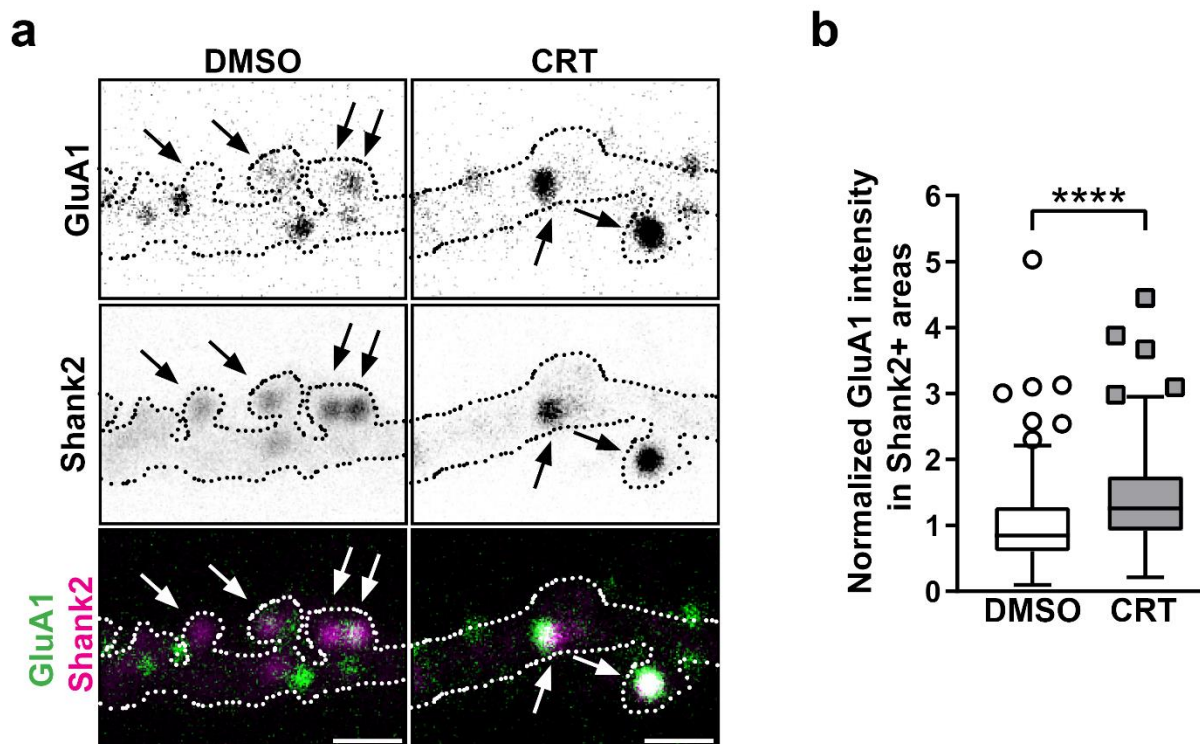 a
DMSO
CRT
GluA1
Shank2
GluA1
Shank2
b
Normalized GluA1 intensity
in Shank2+ areas
6
5
4
3
2
1
0
****
DMSO
CRT